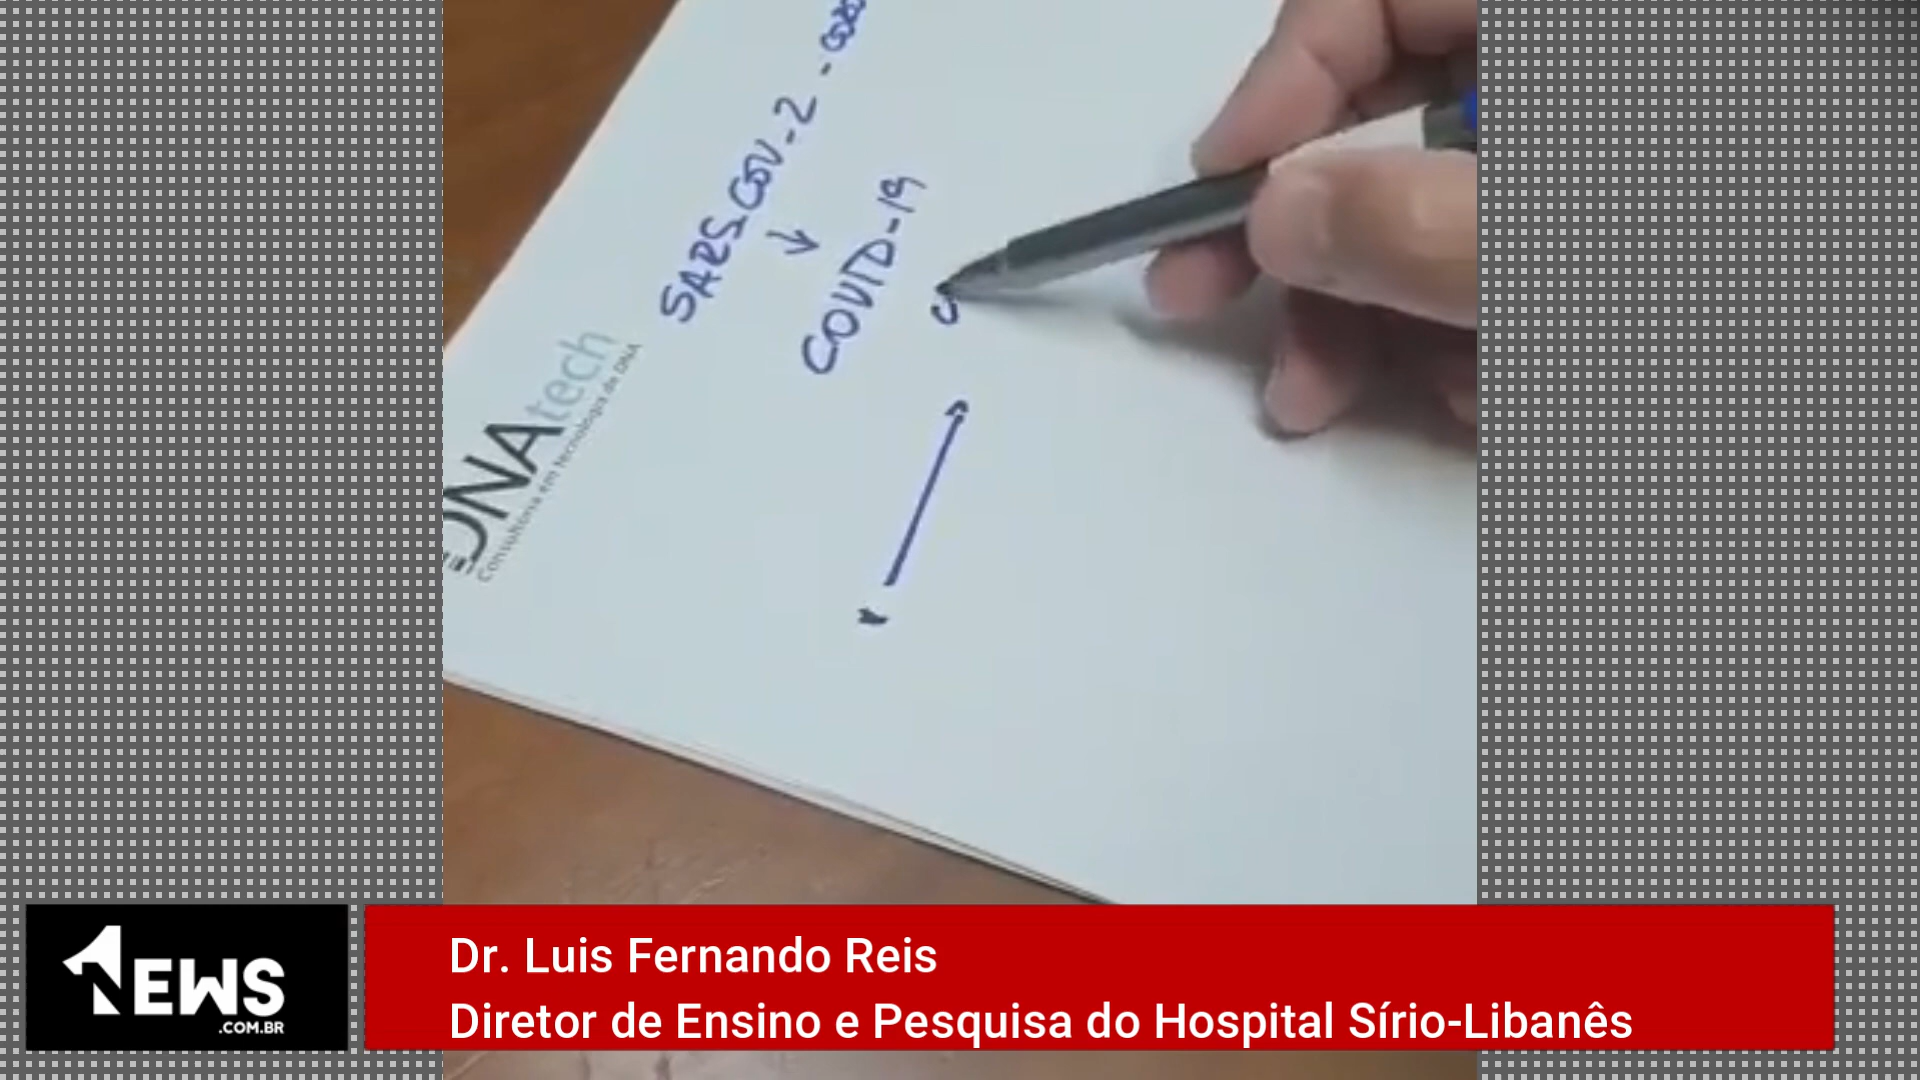 SARS-COV-2 -
↓
COVID-19
DNAtech
Consultoria em tecnologia de DNA
1EWS
.COM.BR
Dr. Luis Fernando Reis
Diretor de Ensino e Pesquisa do Hospital Sírio-Libanês